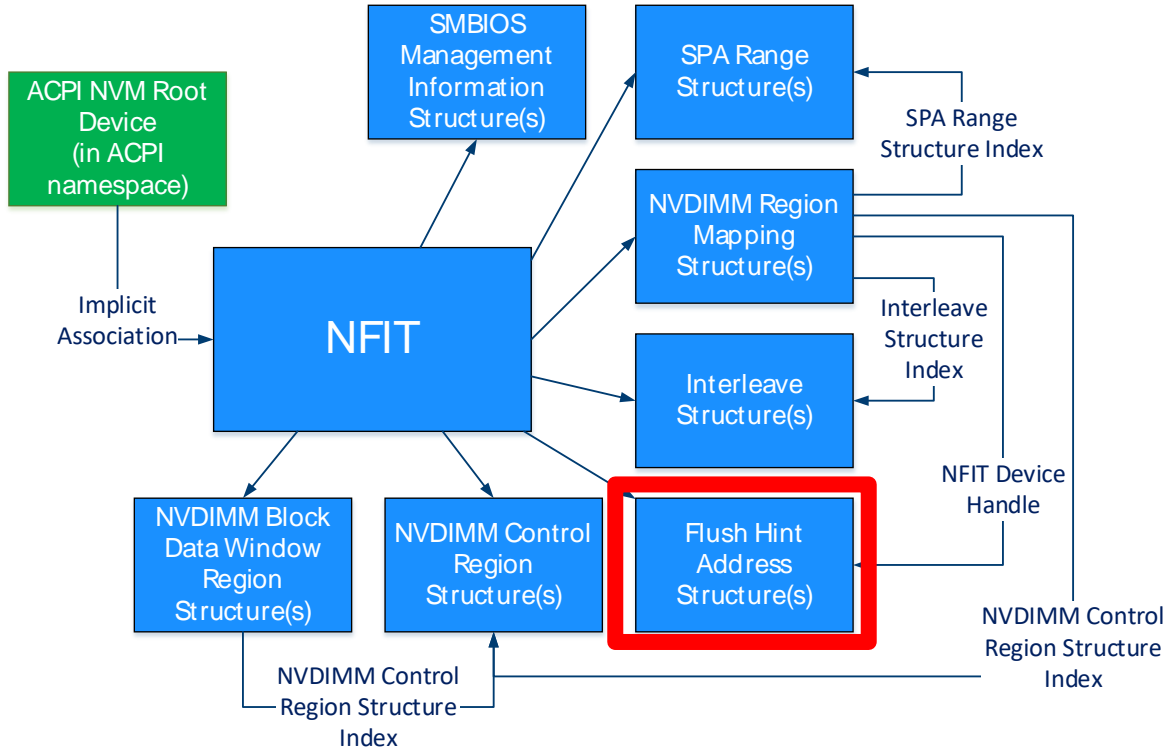 SMBIOS
Management
Information
Structure(s)
SPA Range
Structure(s)
ACPI NVM Root
Device
(in ACPI
namespace)
SPA Range
Structure Index
NVDIMM Region
Mapping
Structure(s)
Implicit
Association
NFIT
Interleave
Structure
Index
Interleave
Structure(s)
NFIT Device
Handle
NVDIMM Block
Data Window
Region
Structure(s)
NVDIMM Control
Region
Structure(s)
Flush Hint
Address
Structure(s)
NVDIMM Control
Region Structure
Index
NVDIMM Control
Region Structure
Index